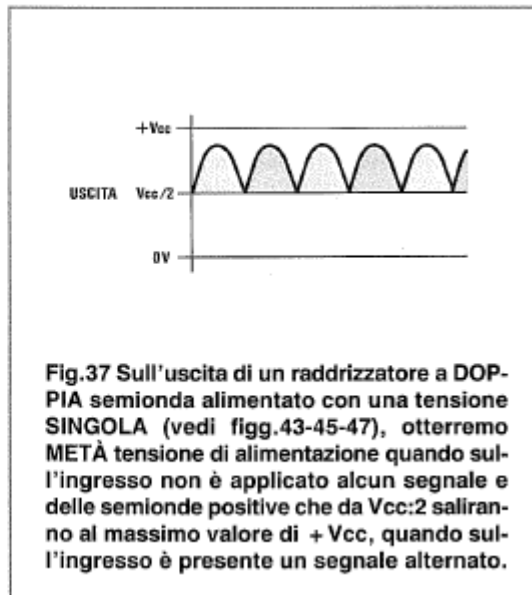 +Vcc
USCITA Vcc/2
0V
Fig.37 Sull'uscita di un raddrizzatore a DOP-
PIA semionda alimentato con una tensione
SINGOLA (vedi figg.43-45-47), otterremo
METÀ tensione di alimentazione quando sul-
l'ingresso non è applicato alcun segnale e
delle semionde positive che da Vcc:2 saliran-
no al massimo valore di + Vcc, quando sul-
l'ingresso è presente un segnale alternato.